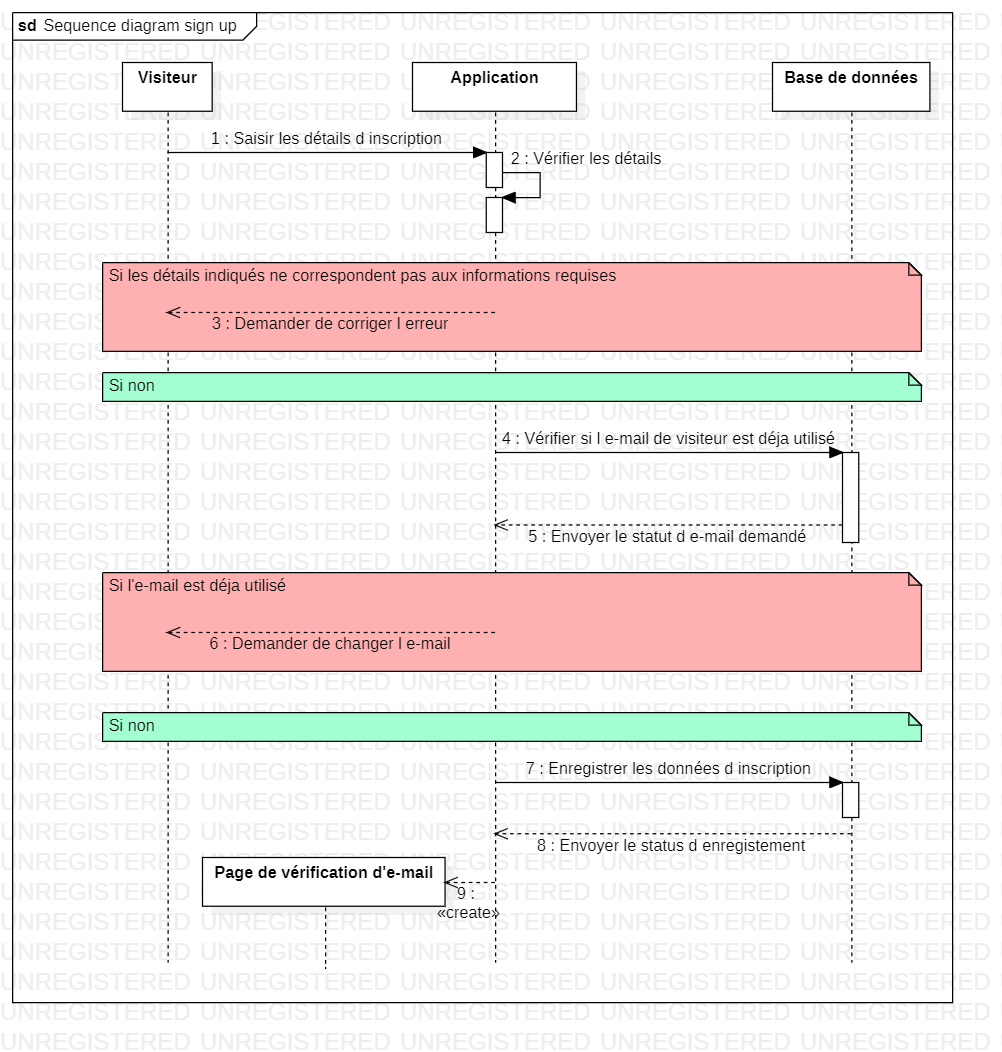 sd Sequence diagram sign up
Visiteur
Application
Base de données
1 : Saisir les détails d inscription
2 : Vérifier les détails
Si les détails indiqués ne correspondent pas aux informations requises
3 : Demander de corriger l erreur
Si non
4 : Vérifier si l e-mail de visiteur est déja utilisé
5 : Envoyer le statut d e-mail demandé
Si l'e-mail est déja utilisé
6 : Demander de changer l e-mail
Si non
7 : Enregistrer les données d inscription
8 : Envoyer le status d enregistement
Page de vérification d'e-mail
9 :
«create»
UNREGISTERED